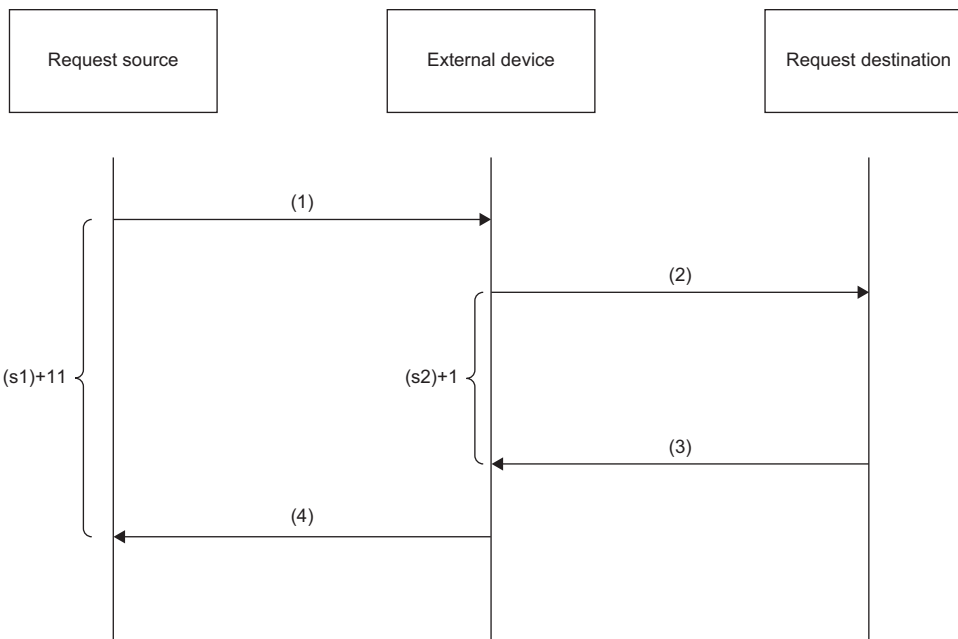 Request source
External device
Request destination
(1)
(2)
(s1)+11
(s2)+1
(3)
(4)